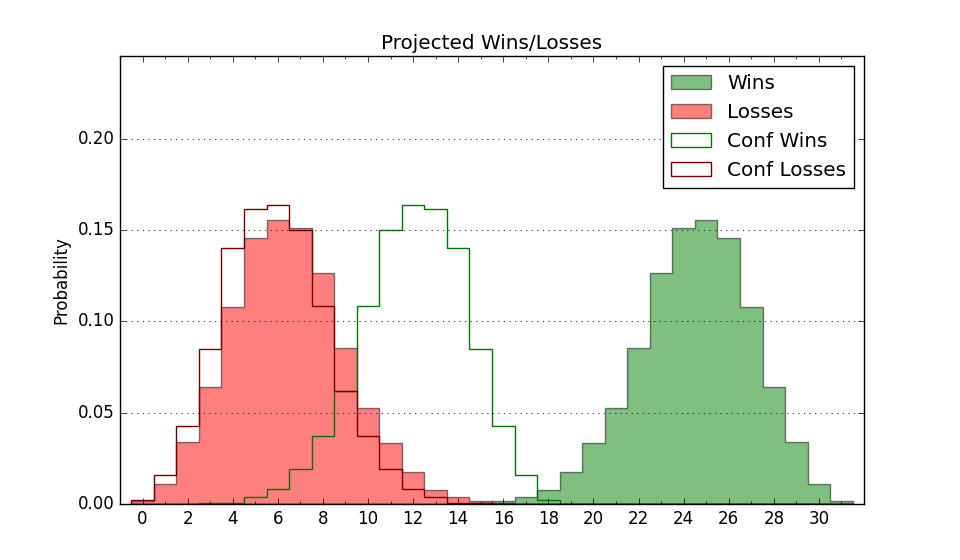 Projected Wins/Losses
Wins
Losses
Conf Wins
Conf Losses
Probability
0.20
0.15
0.10
0.05
0.00
0 2 4 6 8 10 12 14 16 18 20 22 24 26 28 30